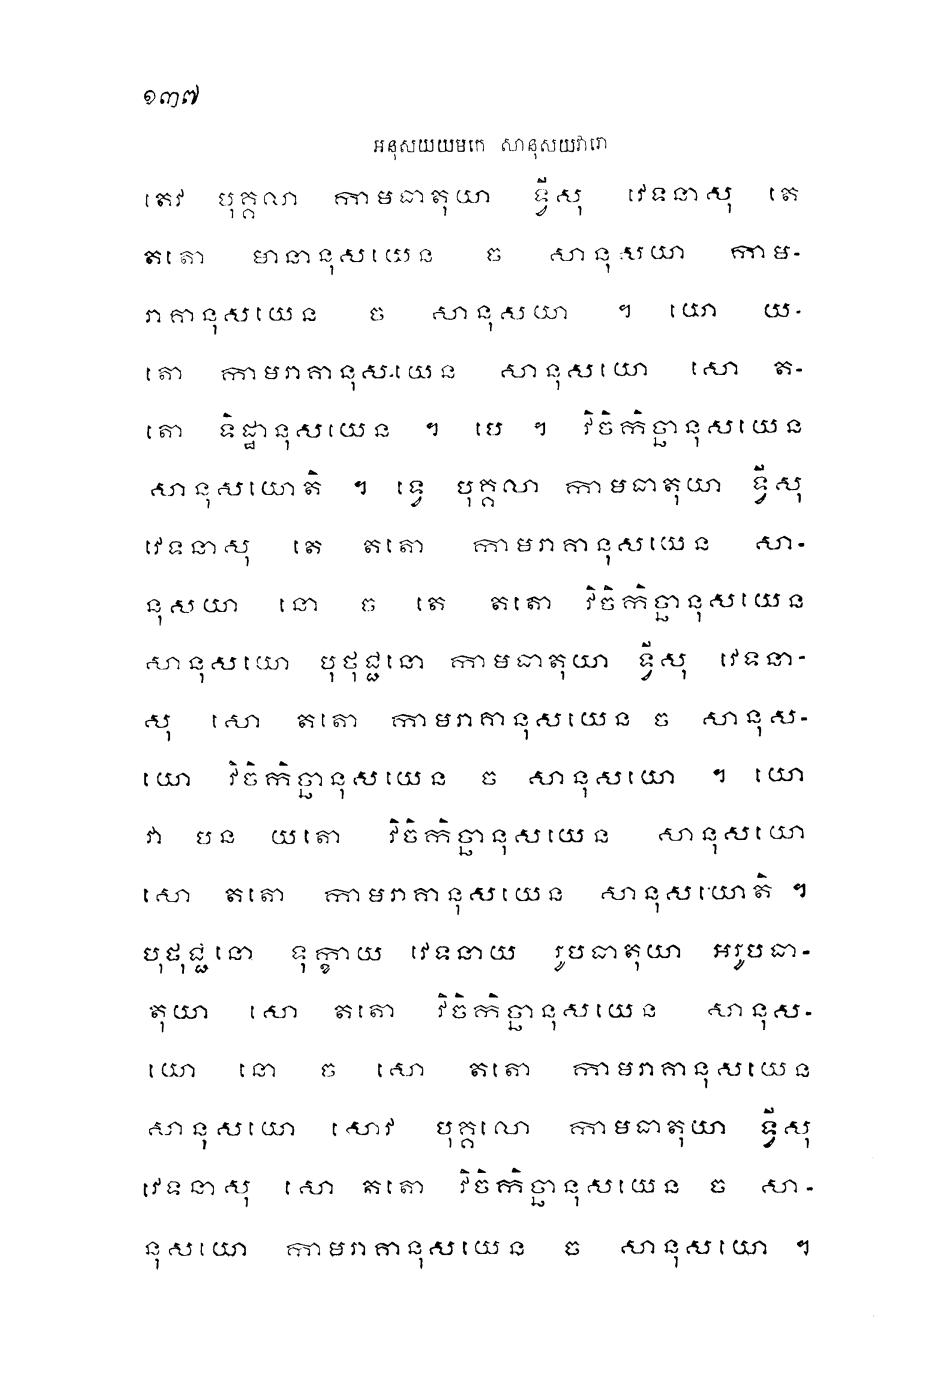 ១៣៧
អនុសយយមកេ សានុសយវារោ
តេវ បុគ្គលា កាមធាតុយា ទ្វីសុ វេទនាសុ តេ
តតោ មានានុសយេន ច សានុសយា កាម-
រាគានុសយេន ច សានុសយា ។ យោ យ-
តោ កាមរាគានុសយេន សានុសយោ សោ ត-
តោ ទិដ្ឋានុសយេន ។ បេ ។ វិចិកិច្ឆានុសយេន
សានុសយោតិ ។ ទ្វេ បុគ្គលា កាមធាតុយា ទ្វីសុ
វេទនាសុ តេ តតោ កាមរាគានុសយេន សា-
នុសយា នោ ច តេ តតោ វិចិកិច្ឆានុសយេន
សានុសយោ បុថុជ្ជនោ កាមធាតុយា ទ្វីសុ វេទនា-
សុ សោ តតោ កាមរាគានុសយេន ច សានុស-
យោ វិចិកិច្ឆានុសយេន ច សានុសយោ ។ យោ
វា បន យតោ វិចិកិច្ឆានុសយេន សានុសយោ
សោ តតោ កាមរាគានុសយេន សានុសយោតិ ។
បុថុជ្ជនោ ទុក្ខាយ វេទនាយ រូបធាតុយា អរូបធា-
តុយា សោ តតោ វិចិកិច្ឆានុសយេន សានុស-
យោ នោ ច សោ តតោ កាមរាគានុសយេន
សានុសយោ សោវ បុគ្គលោ កាមធាតុយា ទ្វីសុ
វេទនាសុ សោ តតោ វិចិកិច្ឆានុសយេន ច សា-
នុសយោ កាមរាគានុសយេន ច សានុសយោ ។